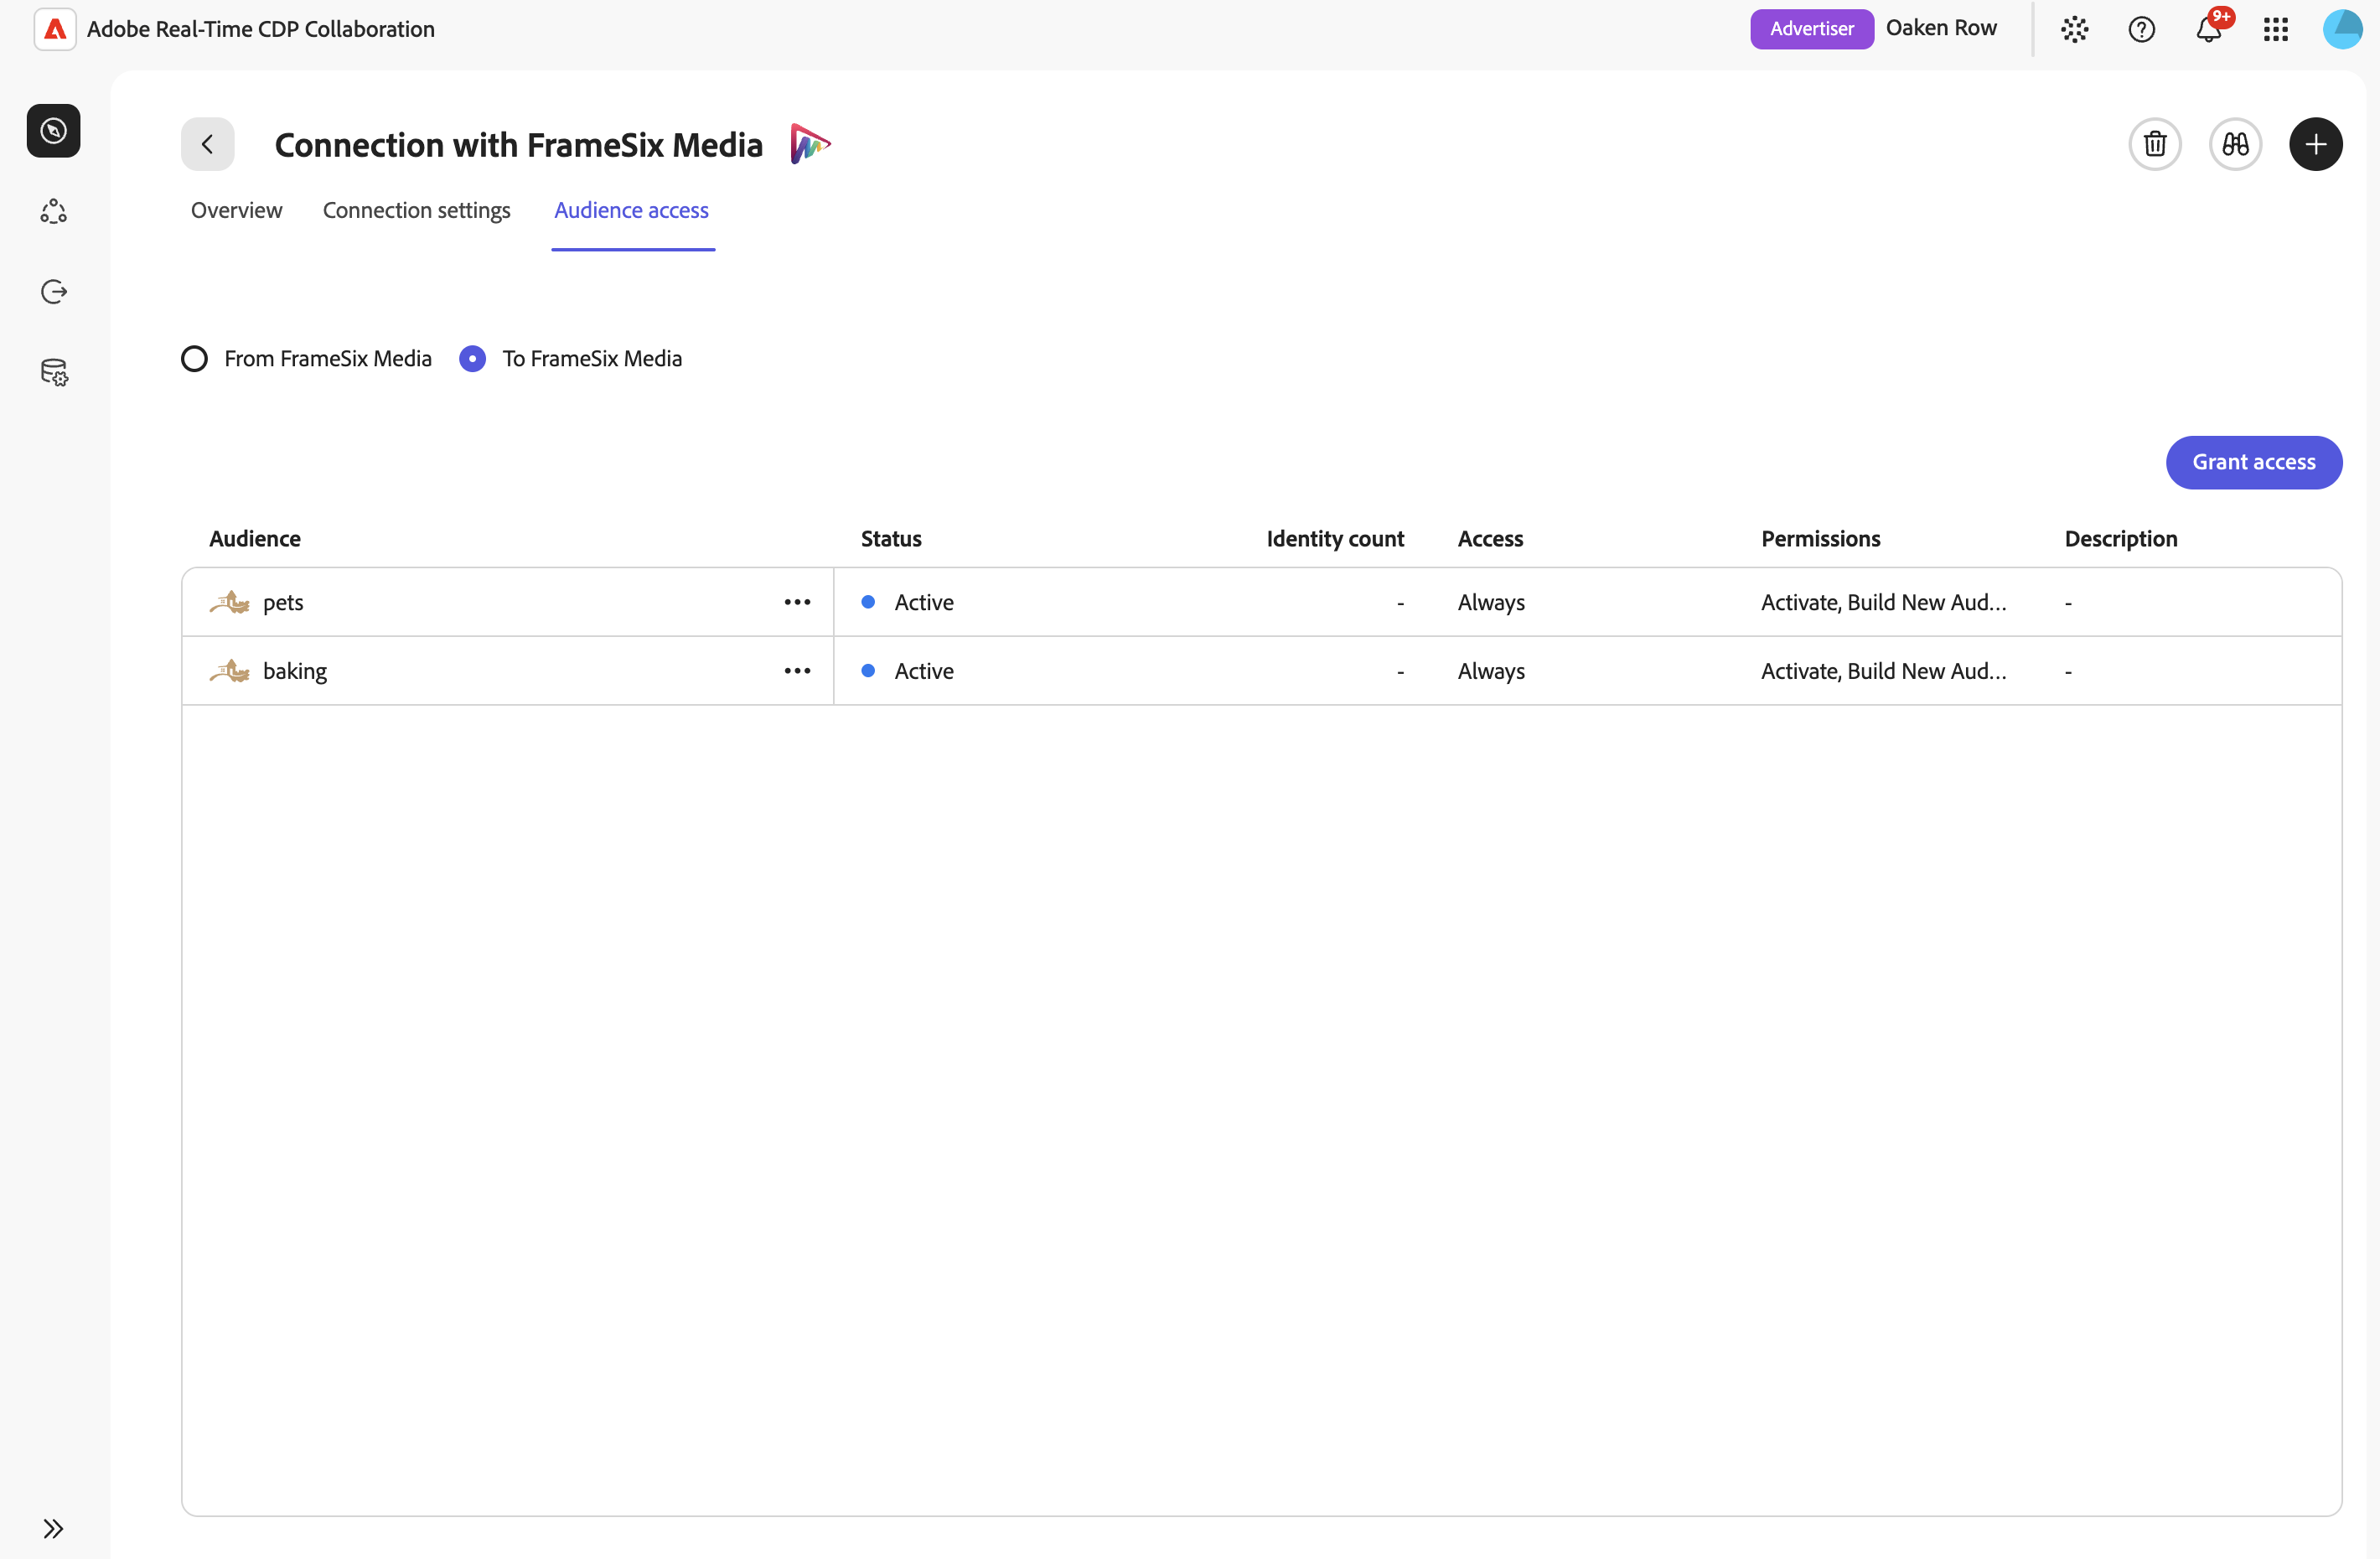 Adobe Real-Time CDP Collaboration
Advertiser
Oaken Row
9+
Connection with FrameSix Media
Overview
Connection settings
Audience access
From FrameSix Media
To FrameSix Media
Grant access
Audience
Status
Identity count
Access
Permissions
Description
pets
Active
-
Always
Activate, Build New Aud...
-
baking
Active
-
Always
Activate, Build New Aud...
-